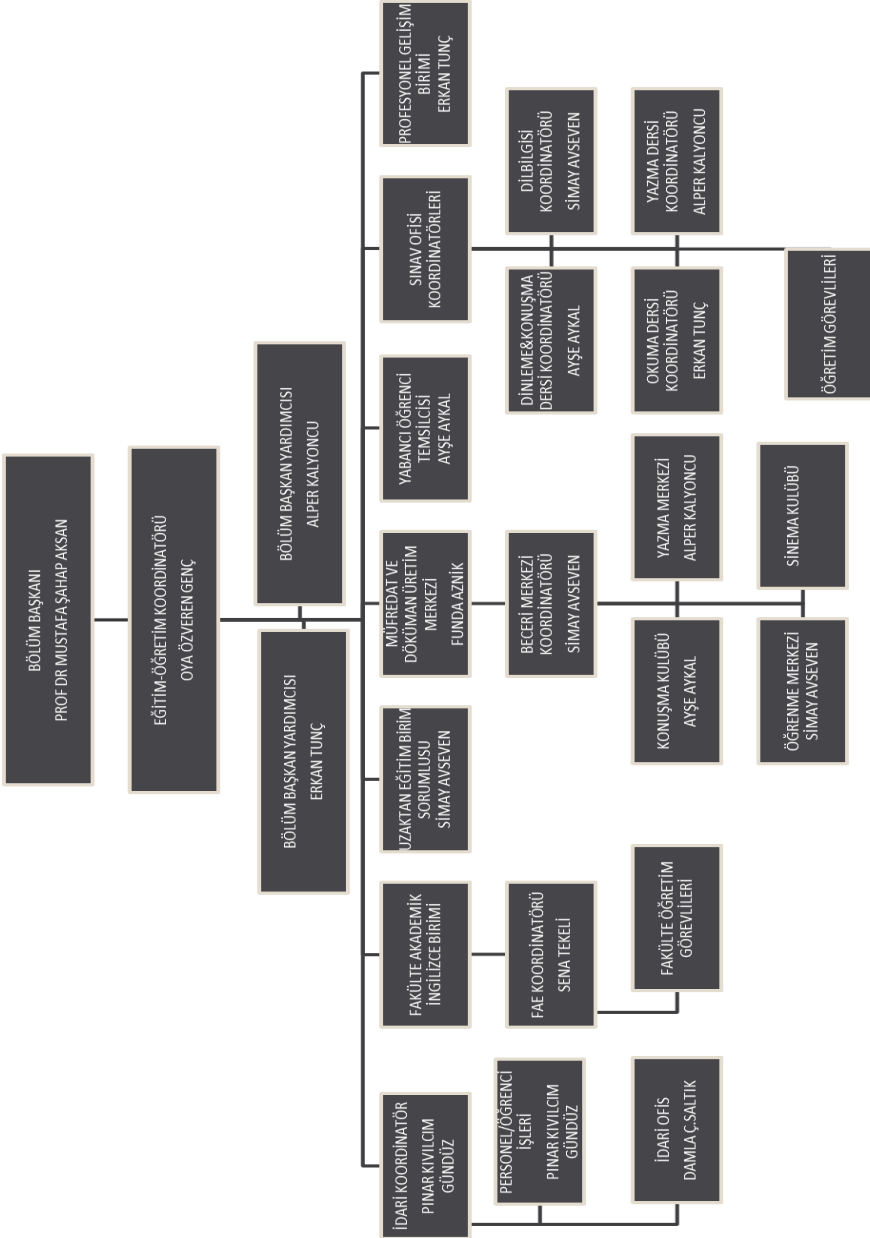 BÖLÜM BAŞKANI
PROF DR MUSTAFA ŞAHAP AKSAN
EĞİTİM-ÖĞRETİM KOORDİNATÖRÜ
OYA ÖZVEREN GENÇ
BÖLÜM BAŞKAN YARDIMCISI
ERKAN TUNÇ
BÖLÜM BAŞKAN YARDIMCISI
ALPER KALYONCU
İDARİ KOORDİNATÖR
PINAR KIVILCIM
GÜNDÜZ
FAKÜLTE AKADEMİK
İNGİLİZCE BİRİMİ
UZAKTAN EĞİTİM BİRİM
SORUMLUSU
SİMAY AVSEVEN
MÜFREDAT VE
DÖKÜMAN ÜRETİM
MERKEZİ
FUNDA AZNİK
YABANCI ÖĞRENCİ
TEMSİLCİSİ
AYŞE AYKAL
SINAV OFİSİ
KOORDİNATÖRLERİ
PROFESYONEL GELİŞİM
BİRİMİ
ERKAN TUNÇ
PERSONEL/ÖĞRENCİ
İŞLERİ
PINAR KIVILCIM
GÜNDÜZ
FAE KOORDİNATÖRÜ
SENA TEKELİ
BECERİ MERKEZİ
KOORDİNATÖRÜ
SİMAY AVSEVEN
DİNLEME&KONUŞMA
DERSİ KOORDİNATÖRÜ
AYŞE AYKAL
DİLBİLGİSİ
KOORDİNATÖRÜ
SİMAY AVSEVEN
İDARİ OFİS
DAMLA Ç.SALTIK
FAKÜLTE ÖĞRETİM
GÖREVLİLERİ
KONUŞMA KULÜBÜ
AYŞE AYKAL
YAZMA MERKEZİ
ALPER KALYONCU
OKUMA DERSİ
KOORDİNATÖRÜ
ERKAN TUNÇ
YAZMA DERSİ
KOORDİNATÖRÜ
ALPER KALYONCU
ÖĞRENME MERKEZİ
SİMAY AVSEVEN
SİNEMA KULÜBÜ
ÖĞRETİM GÖREVLİLERİ